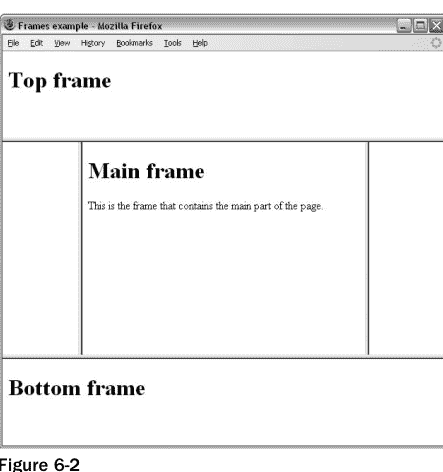 Frames example - Mozilla Firefox
File Edit View History Bookmarks Tools Help
Top frame
Main frame
This is the frame that contains the main part of the page.
Bottom frame
Figure 6-2